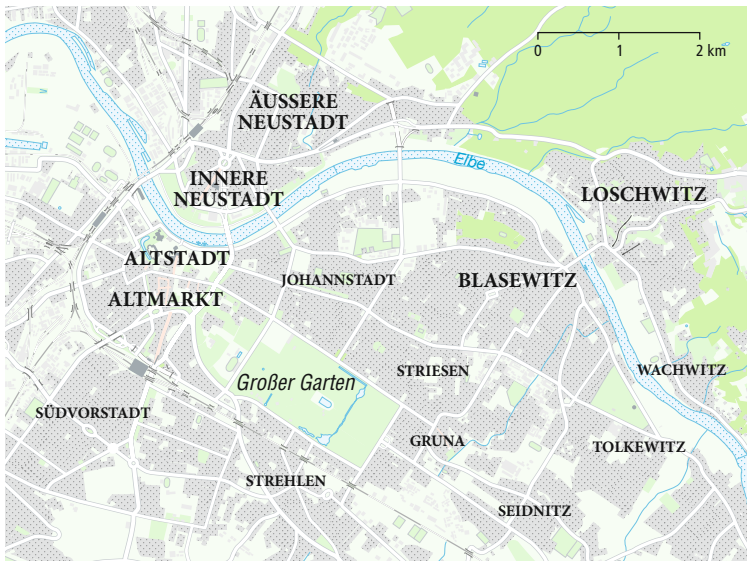 0 1 2 km
ÄUSSERE
NEUSTADT
Elbe
INNERE
NEUSTADT
LOSCHWITZ
ALTSTADT
JOHANNSTADT
BLASEWITZ
ALTMARKT
STRIESEN
WACHWITZ
Großer Garten
SÜDVORSTADT
GRUNA
TOLKEWITZ
STREHLEN
SEIDNITZ